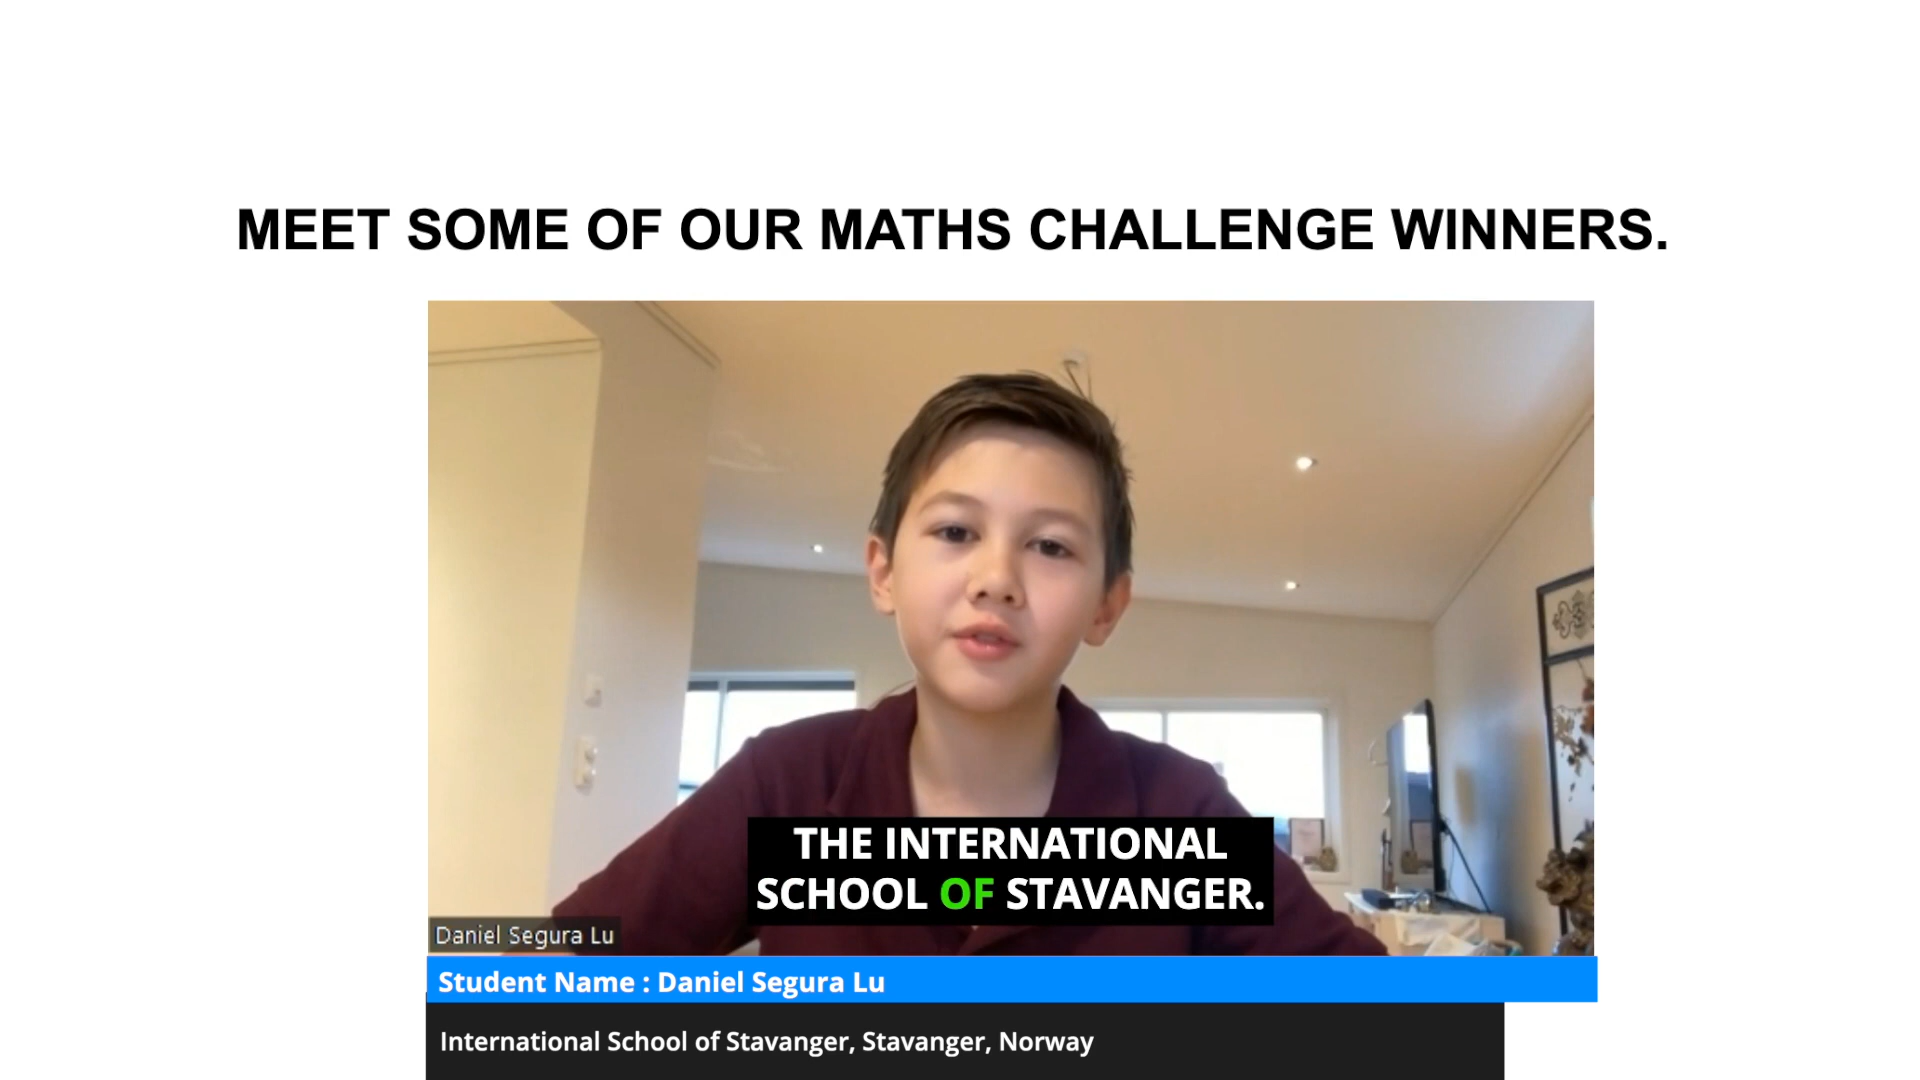 MEET SOME OF OUR MATHS CHALLENGE WINNERS.
THE INTERNATIONAL
SCHOOL OF STAVANGER.
Daniel Segura Lu
Student Name : Daniel Segura Lu
International School of Stavanger, Stavanger, Norway